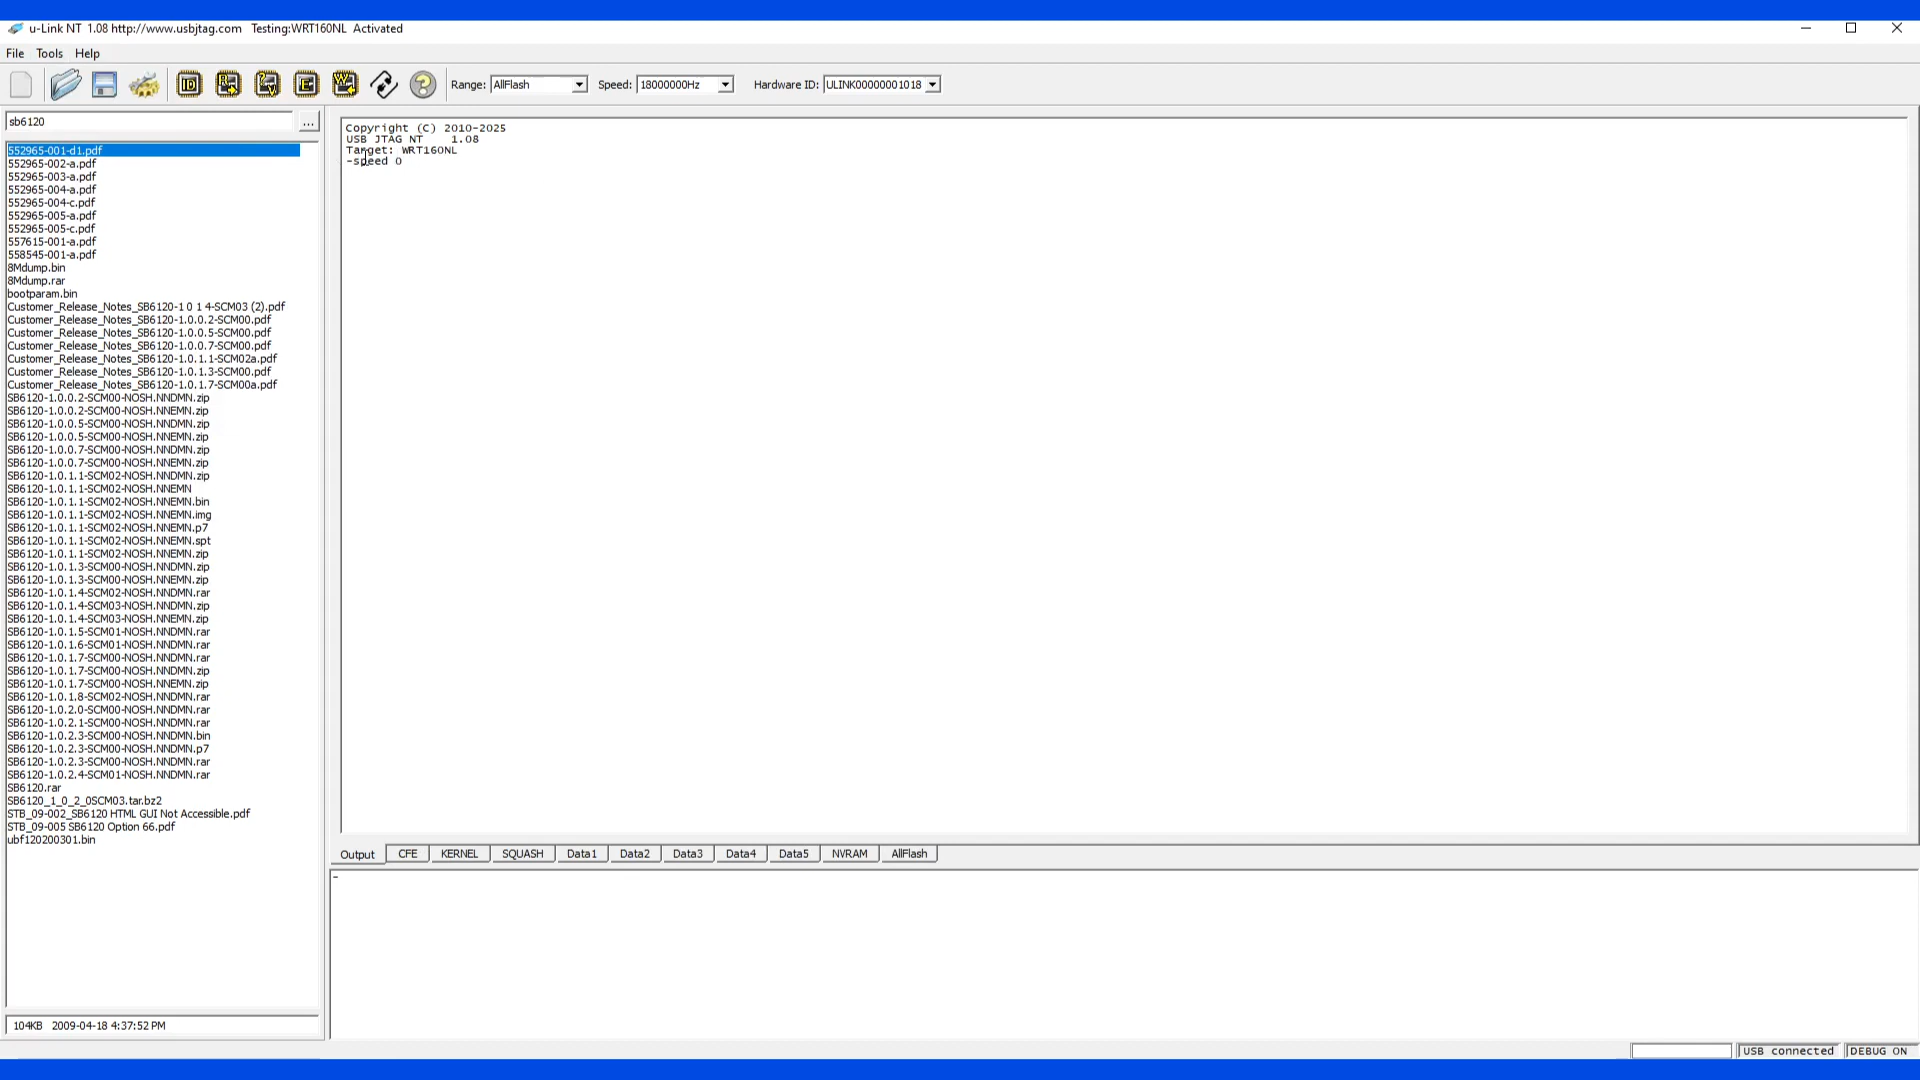 u-Link NT 1.08 http://www.usbjtag.com Testing:WRT160NL Activated
File Tools Help
ID R ? V E W ? Range: AllFlash Speed: 18000000Hz Hardware ID: ULINK00000001018
sb6120 ...
552965-001-d1.pdf
552965-002-a.pdf
552965-003-a.pdf
552965-004-a.pdf
552965-004-c.pdf
552965-005-a.pdf
552965-005-c.pdf
557615-001-a.pdf
558545-001-a.pdf
8Mdump.bin
8Mdump.rar
bootparam.bin
Customer_Release_Notes_SB6120-1 0 1 4-SCM03 (2).pdf
Customer_Release_Notes_SB6120-1.0.0.2-SCM00.pdf
Customer_Release_Notes_SB6120-1.0.0.5-SCM00.pdf
Customer_Release_Notes_SB6120-1.0.0.7-SCM00.pdf
Customer_Release_Notes_SB6120-1.0.1.1-SCM02a.pdf
Customer_Release_Notes_SB6120-1.0.1.3-SCM00.pdf
Customer_Release_Notes_SB6120-1.0.1.7-SCM00a.pdf
SB6120-1.0.0.2-SCM00-NOSH.NNDMN.zip
SB6120-1.0.0.2-SCM00-NOSH.NNEMN.zip
SB6120-1.0.0.5-SCM00-NOSH.NNDMN.zip
SB6120-1.0.0.5-SCM00-NOSH.NNEMN.zip
SB6120-1.0.0.7-SCM00-NOSH.NNDMN.zip
SB6120-1.0.0.7-SCM00-NOSH.NNEMN.zip
SB6120-1.0.1.1-SCM02-NOSH.NNDMN.zip
SB6120-1.0.1.1-SCM02-NOSH.NNEMN
SB6120-1.0.1.1-SCM02-NOSH.NNEMN.bin
SB6120-1.0.1.1-SCM02-NOSH.NNEMN.img
SB6120-1.0.1.1-SCM02-NOSH.NNEMN.p7
SB6120-1.0.1.1-SCM02-NOSH.NNEMN.spt
SB6120-1.0.1.1-SCM02-NOSH.NNEMN.zip
SB6120-1.0.1.3-SCM00-NOSH.NNDMN.zip
SB6120-1.0.1.3-SCM00-NOSH.NNEMN.zip
SB6120-1.0.1.4-SCM02-NOSH.NNDMN.rar
SB6120-1.0.1.4-SCM03-NOSH.NNDMN.zip
SB6120-1.0.1.4-SCM03-NOSH.NNEMN.zip
SB6120-1.0.1.5-SCM01-NOSH.NNDMN.rar
SB6120-1.0.1.6-SCM01-NOSH.NNDMN.rar
SB6120-1.0.1.7-SCM00-NOSH.NNDMN.rar
SB6120-1.0.1.7-SCM00-NOSH.NNDMN.zip
SB6120-1.0.1.7-SCM00-NOSH.NNEMN.zip
SB6120-1.0.1.8-SCM02-NOSH.NNDMN.rar
SB6120-1.0.2.0-SCM00-NOSH.NNDMN.rar
SB6120-1.0.2.1-SCM00-NOSH.NNDMN.rar
SB6120-1.0.2.3-SCM00-NOSH.NNDMN.bin
SB6120-1.0.2.3-SCM00-NOSH.NNDMN.p7
SB6120-1.0.2.3-SCM00-NOSH.NNDMN.rar
SB6120-1.0.2.4-SCM01-NOSH.NNDMN.rar
SB6120.rar
SB6120_1_0_2_0SCM03.tar.bz2
STB_09-002_SB6120 HTML GUI Not Accessible.pdf
STB_09-005 SB6120 Option 66.pdf
ubf120200301.bin
104KB 2009-04-18 4:37:52 PM
Copyright (C) 2010-2025
USB JTAG NT 1.08
Target: WRT160NL
-speed 0
Output CFE KERNEL SQUASH Data1 Data2 Data3 Data4 Data5 NVRAM AllFlash
-
USB connected DEBUG ON